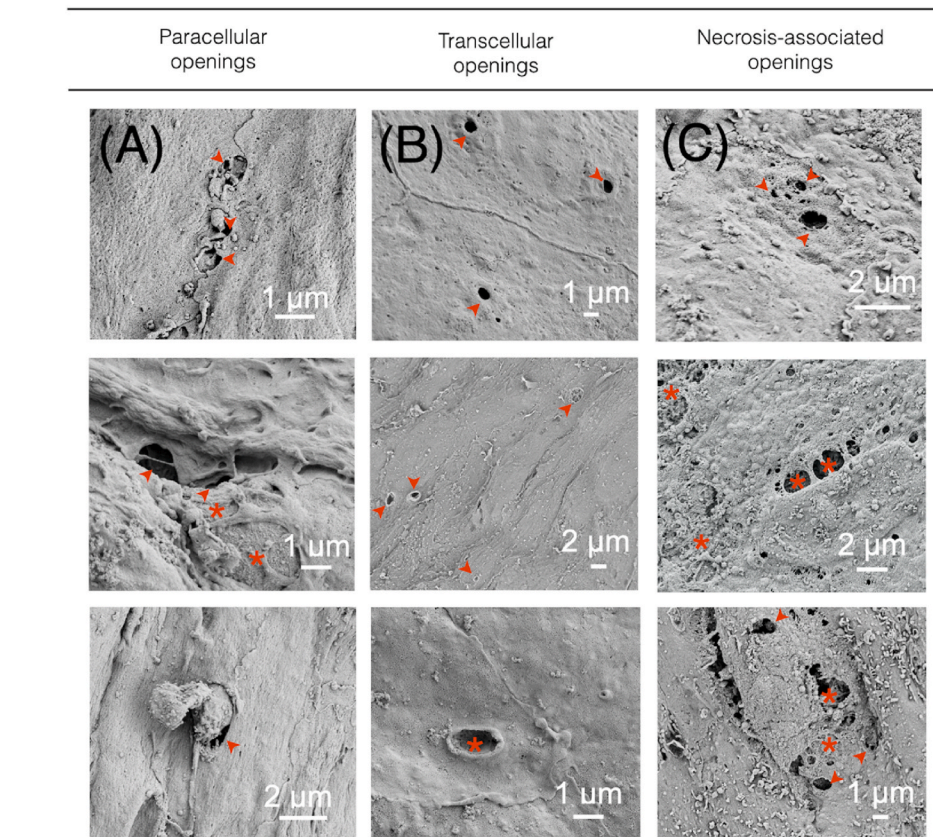 Paracellular
openings
Transcellular
openings
Necrosis-associated
openings
(A)
(B)
(C)
1 µm
1 µm
2 µm
1 µm
2 µm
2 µm
2 µm
1 µm
1 µm